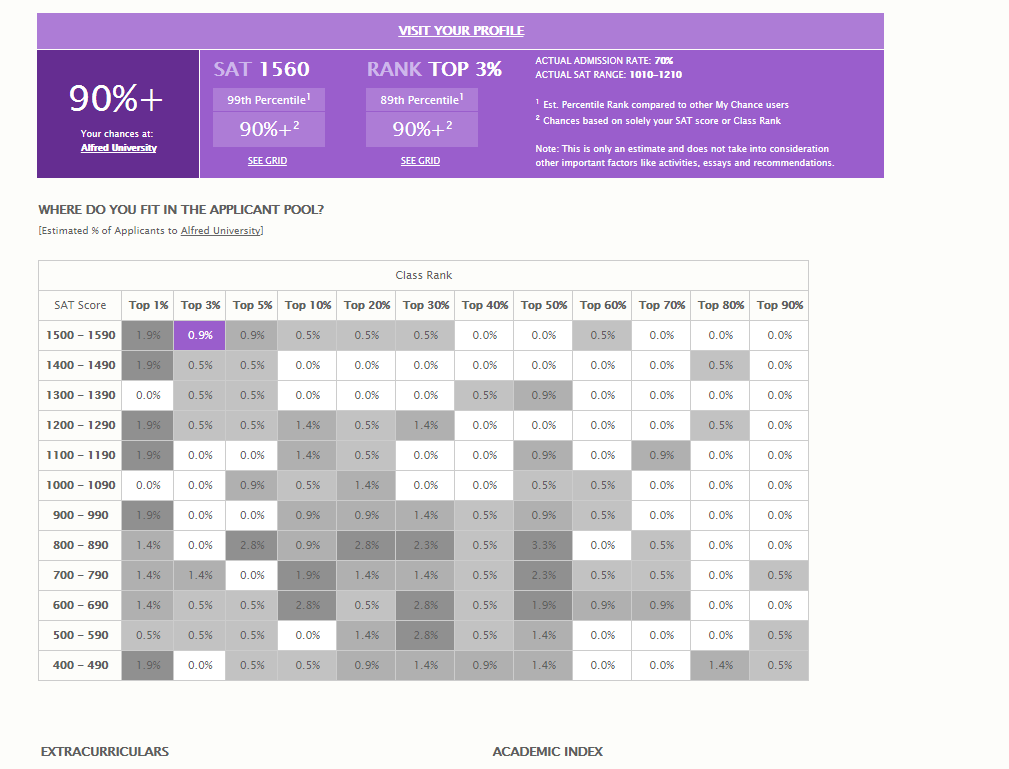 VISIT YOUR PROFILE
90%+
Your chances at:
Alfred University
SAT 1560
99th Percentile1
90%+2
SEE GRID
RANK TOP 3%
89th Percentile1
90%+2
SEE GRID
ACTUAL ADMISSION RATE: 70%
ACTUAL SAT RANGE: 1010–1210
1 Est. Percentile Rank compared to other My Chance users
2 Chances based on solely your SAT score or Class Rank
Note: This is only an estimate and does not take into consideration
other important factors like activities, essays and recommendations.
WHERE DO YOU FIT IN THE APPLICANT POOL?
[Estimated % of Applicants to Alfred University]
Class Rank
SAT Score Top 1% Top 3% Top 5% Top 10% Top 20% Top 30% Top 40% Top 50% Top 60% Top 70% Top 80% Top 90%
1500 – 1590 1.9% 0.9% 0.9% 0.5% 0.5% 0.5% 0.0% 0.0% 0.5% 0.0% 0.0% 0.0%
1400 – 1490 1.9% 0.5% 0.5% 0.0% 0.0% 0.0% 0.0% 0.0% 0.0% 0.0% 0.5% 0.0%
1300 – 1390 0.0% 0.5% 0.5% 0.0% 0.0% 0.0% 0.5% 0.9% 0.0% 0.0% 0.0% 0.0%
1200 – 1290 1.9% 0.5% 0.5% 1.4% 0.5% 1.4% 0.0% 0.0% 0.0% 0.0% 0.5% 0.0%
1100 – 1190 1.9% 0.0% 0.0% 1.4% 0.5% 0.0% 0.0% 0.9% 0.0% 0.9% 0.0% 0.0%
1000 – 1090 0.0% 0.0% 0.9% 0.5% 1.4% 0.0% 0.0% 0.5% 0.5% 0.0% 0.0% 0.0%
900 – 990 1.9% 0.0% 0.0% 0.9% 0.9% 1.4% 0.5% 0.9% 0.5% 0.0% 0.0% 0.0%
800 – 890 1.4% 0.0% 2.8% 0.9% 2.8% 2.3% 0.5% 3.3% 0.0% 0.5% 0.0% 0.0%
700 – 790 1.4% 1.4% 0.0% 1.9% 1.4% 1.4% 0.5% 2.3% 0.5% 0.5% 0.0% 0.5%
600 – 690 1.4% 0.5% 0.5% 2.8% 0.5% 2.8% 0.5% 1.9% 0.9% 0.9% 0.0% 0.0%
500 – 590 0.5% 0.5% 0.5% 0.0% 1.4% 2.8% 0.5% 1.4% 0.0% 0.0% 0.0% 0.5%
400 – 490 1.9% 0.0% 0.5% 0.5% 0.9% 1.4% 0.9% 1.4% 0.0% 0.0% 1.4% 0.5%
EXTRACURRICULARS
ACADEMIC INDEX